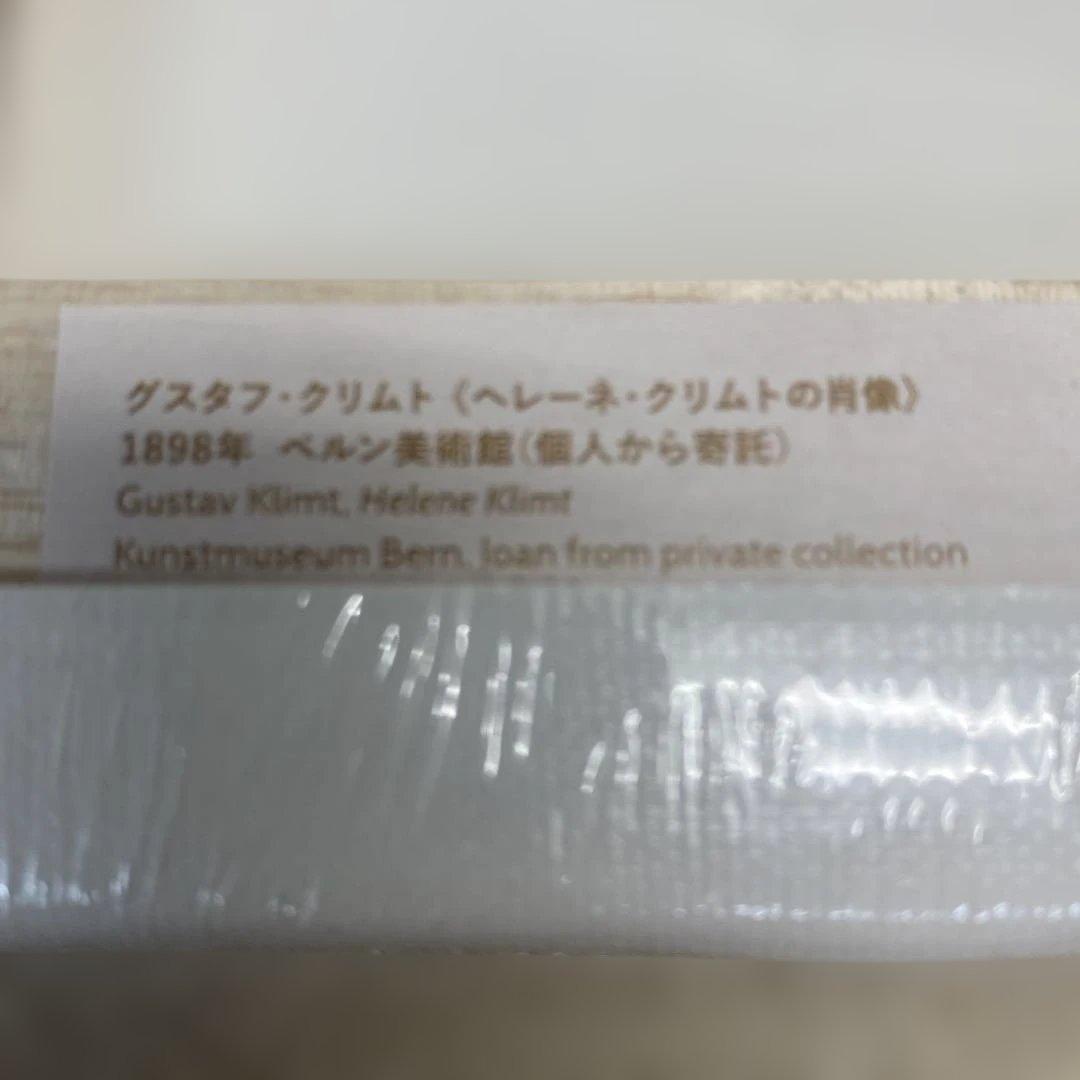 グスタフ・クリムト《ヘレーネ・クリムトの肖像》
1898年 ベルン美術館(個人から寄託)
Gustav Klimt, Helene Klimt
Kunstmuseum Bern, loan from private collection